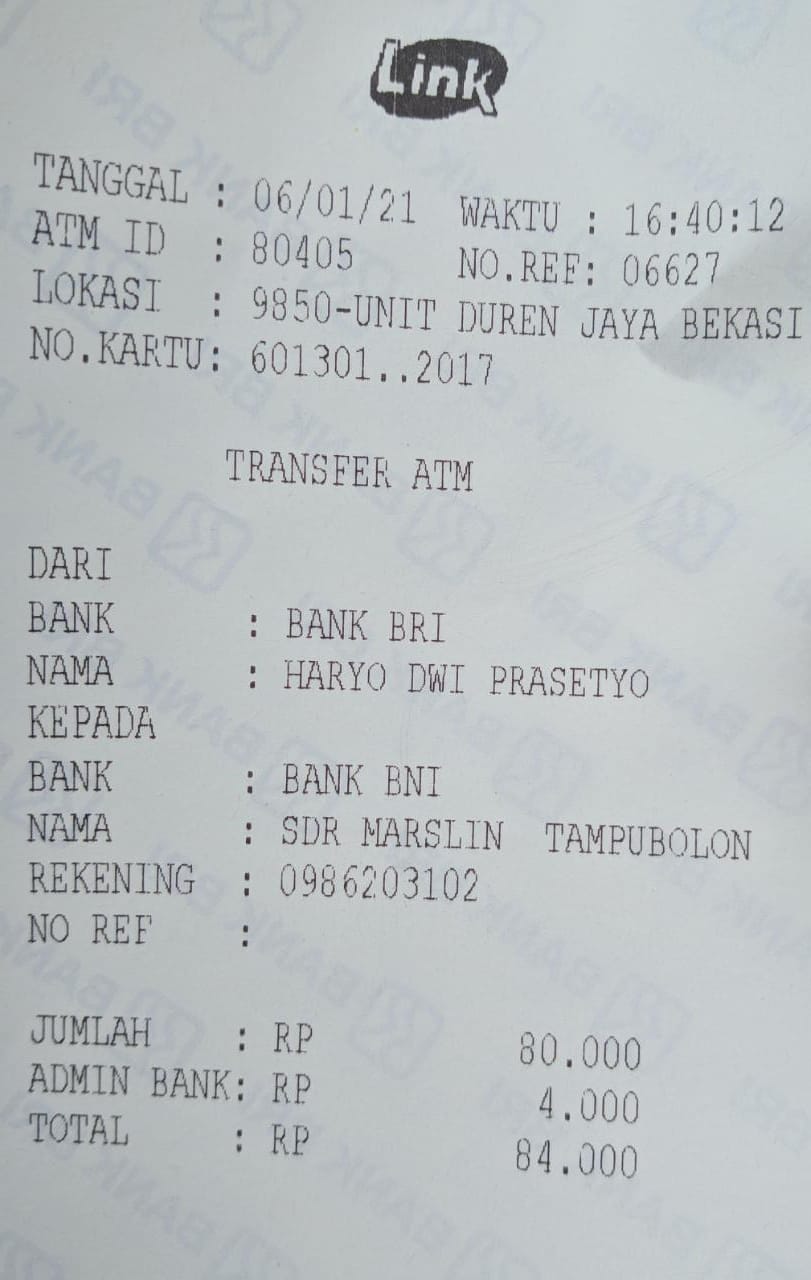 Link
TANGGAL : 06/01/21 WAKTU : 16:40:12
ATM ID : 80405 NO.REF: 06627
LOKASI : 9850-UNIT DUREN JAYA BEKASI
NO.KARTU: 601301..2017
TRANSFER ATM
DARI
BANK : BANK BRI
NAMA : HARYO DWI PRASETYO
KEPADA
BANK : BANK BNI
NAMA : SDR MARSLIN TAMPUBOLON
REKENING : 0986203102
NO REF :
JUMLAH : RP 80.000
ADMIN BANK: RP 4.000
TOTAL : RP 84.000